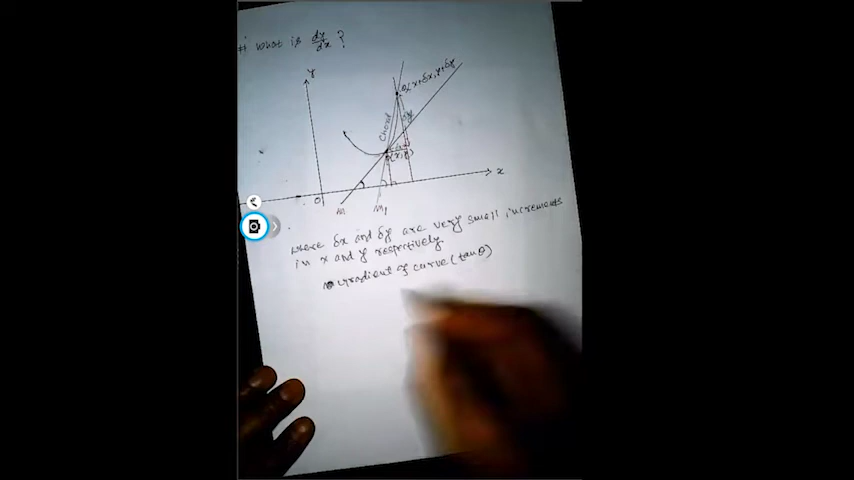 # What is dy/dx ?
y
Q(x+δx, y+δy)
Chord
δy
(x, y)
x
O
M
M1
where δx and δy are very small increments
in x and y respectively
gradient of curve (tan θ)